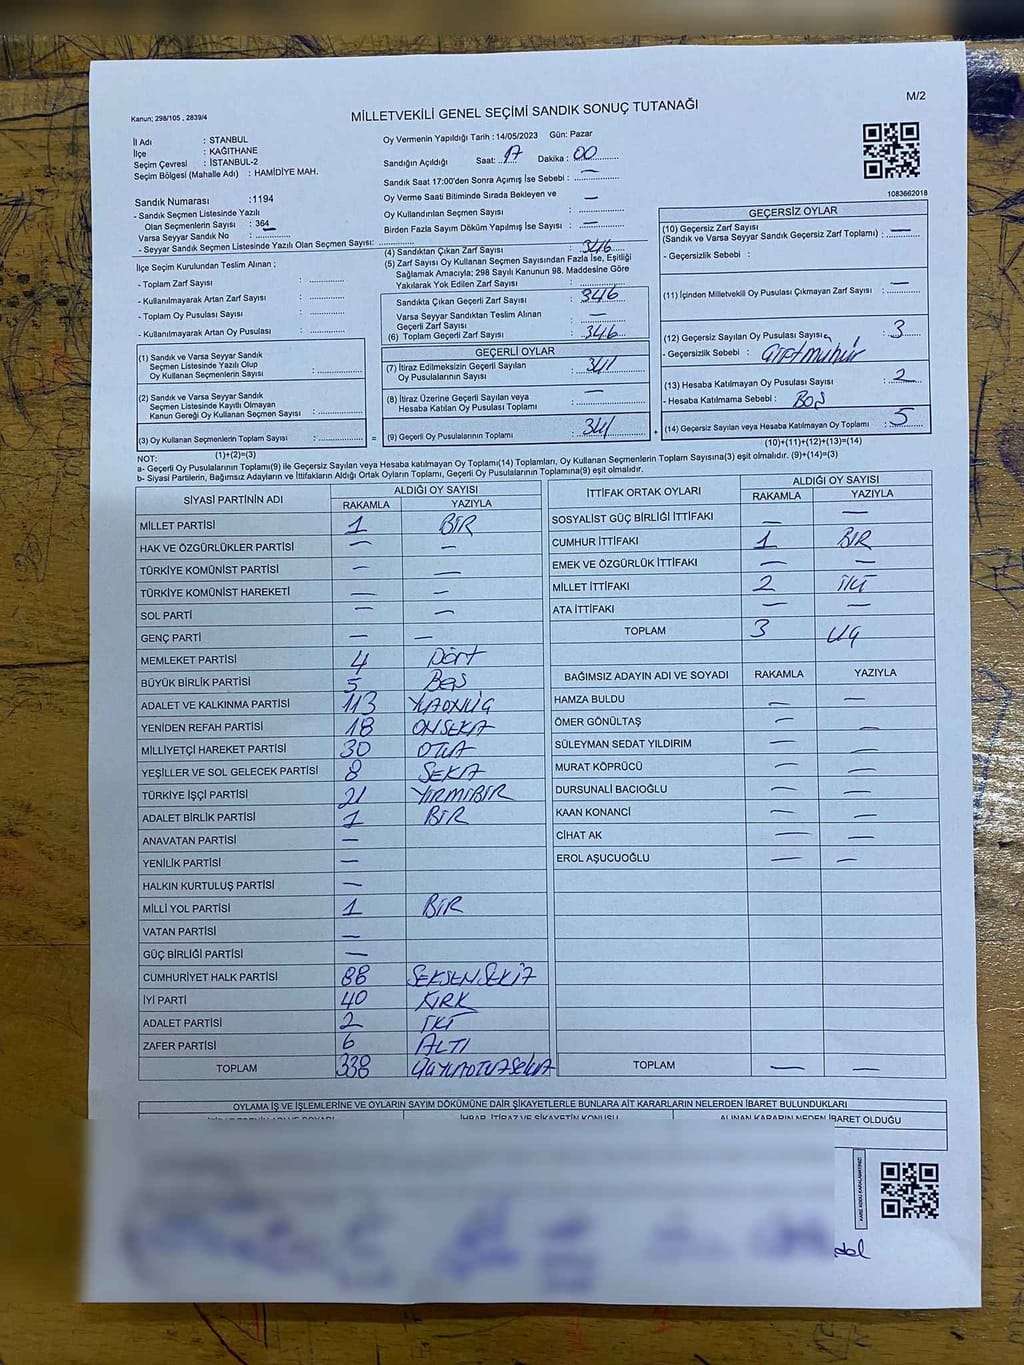 M/2
Kanun; 298/105 , 2839/4
MİLLETVEKİLİ GENEL SEÇİMİ SANDIK SONUÇ TUTANAĞI
İl Adı : STANBUL
İlçe : KAĞITHANE
Seçim Çevresi : İSTANBUL-2
Seçim Bölgesi (Mahalle Adı) : HAMİDİYE MAH.
Oy Vermenin Yapıldığı Tarih : 14/05/2023 Gün: Pazar
Sandığın Açıldığı Saat: 17 Dakika : 00
Sandık Saat 17:00'den Sonra Açımış İse Sebebi : —
Oy Verme Saati Bitiminde Sırada Bekleyen ve
Oy Kullandırılan Seçmen Sayısı : —
Birden Fazla Sayım Döküm Yapılmış İse Sayısı : —
1083662018
Sandık Numarası :1194
- Sandık Seçmen Listesinde Yazılı
Olan Seçmenlerin Sayısı : 364
Varsa Seyyar Sandık No :
- Seyyar Sandık Seçmen Listesinde Yazılı Olan Seçmen Sayısı:
İlçe Seçim Kurulundan Teslim Alınan ;
- Toplam Zarf Sayısı :
- Kullanılmayarak Artan Zarf Sayısı :
- Toplam Oy Pusulası Sayısı :
- Kullanılmayarak Artan Oy Pusulası :
(1) Sandık ve Varsa Seyyar Sandık
Seçmen Listesinde Yazılı Olup
Oy Kullanan Seçmenlerin Sayısı :
(2) Sandık ve Varsa Seyyar Sandık
Seçmen Listesinde Kayıtlı Olmayan
Kanun Gereği Oy Kullanan Seçmen Sayısı :
(3) Oy Kullanan Seçmenlerin Toplam Sayısı :
(1)+(2)=(3)
(4) Sandıktan Çıkan Zarf Sayısı : 346
(5) Zarf Sayısı Oy Kullanan Seçmen Sayısından Fazla İse, Eşitliği
Sağlamak Amacıyla; 298 Sayılı Kanunun 98. Maddesine Göre
Yakılarak Yok Edilen Zarf Sayısı :
Sandıkta Çıkan Geçerli Zarf Sayısı : 346
Varsa Seyyar Sandıktan Teslim Alınan
Geçerli Zarf Sayısı : —
(6) Toplam Geçerli Zarf Sayısı : 346
GEÇERLİ OYLAR
(7) İtiraz Edilmeksizin Geçerli Sayılan
Oy Pusulalarının Sayısı : 341
(8) İtiraz Üzerine Geçerli Sayılan veya
Hesaba Katılan Oy Pusulası Toplamı : —
= (9) Geçerli Oy Pusulalarının Toplamı : 341 +
GEÇERSİZ OYLAR
(10) Geçersiz Zarf Sayısı
(Sandık ve Varsa Seyyar Sandık Geçersiz Zarf Toplamı) : —
- Geçersizlik Sebebi :
(11) İçinden Milletvekili Oy Pusulası Çıkmayan Zarf Sayısı : —
(12) Geçersiz Sayılan Oy Pusulası Sayısı : 3
- Geçersizlik Sebebi : Çift mühür
(13) Hesaba Katılmayan Oy Pusulası Sayısı : 2
- Hesaba Katılmama Sebebi : BOŞ
(14) Geçersiz Sayılan veya Hesaba Katılmayan Oy Toplamı : 5
(10)+(11)+(12)+(13)=(14)
NOT:
a- Geçerli Oy Pusulalarının Toplamı(9) ile Geçersiz Sayılan veya Hesaba katılmayan Oy Toplamı(14) Toplamları, Oy Kullanan Seçmenlerin Toplam Sayısına(3) eşit olmalıdır. (9)+(14)=(3)
b- Siyasi Partilerin, Bağımsız Adayların ve İttifakların Aldığı Ortak Oyların Toplamı, Geçerli Oy Pusulalarının Toplamına(9) eşit olmalıdır.
SİYASİ PARTİNİN ADI ALDIĞI OY SAYISI
RAKAMLA YAZIYLA
MİLLET PARTİSİ 1 BİR
HAK VE ÖZGÜRLÜKLER PARTİSİ — —
TÜRKİYE KOMÜNİST PARTİSİ — —
TÜRKİYE KOMÜNİST HAREKETİ — —
SOL PARTİ — —
GENÇ PARTİ — —
MEMLEKET PARTİSİ 4 Dört
BÜYÜK BİRLİK PARTİSİ 5 Beş
ADALET VE KALKINMA PARTİSİ 113 YÜZONÜÇ
YENİDEN REFAH PARTİSİ 18 ONSEKİZ
MİLLİYETÇİ HAREKET PARTİSİ 30 OTUZ
YEŞİLLER VE SOL GELECEK PARTİSİ 8 SEKİZ
TÜRKİYE İŞÇİ PARTİSİ 21 YİRMİBİR
ADALET BİRLİK PARTİSİ 1 BİR
ANAVATAN PARTİSİ —
YENİLİK PARTİSİ —
HALKIN KURTULUŞ PARTİSİ —
MİLLİ YOL PARTİSİ 1 BİR
VATAN PARTİSİ —
GÜÇ BİRLİĞİ PARTİSİ —
CUMHURİYET HALK PARTİSİ 88 SEKSENSEKİZ
İYİ PARTİ 40 KIRK
ADALET PARTİSİ 2 İKİ
ZAFER PARTİSİ 6 ALTI
TOPLAM 338 ÜÇYÜZOTUZSEKİZ
İTTİFAK ORTAK OYLARI ALDIĞI OY SAYISI
RAKAMLA YAZIYLA
SOSYALİST GÜÇ BİRLİĞİ İTTİFAKI — —
CUMHUR İTTİFAKI 1 BİR
EMEK VE ÖZGÜRLÜK İTTİFAKI — —
MİLLET İTTİFAKI 2 İKİ
ATA İTTİFAKI — —
TOPLAM 3 ÜÇ
BAĞIMSIZ ADAYIN ADI VE SOYADI RAKAMLA YAZIYLA
HAMZA BULDU — —
ÖMER GÖNÜLTAŞ — —
SÜLEYMAN SEDAT YILDIRIM — —
MURAT KÖPRÜCÜ — —
DURSUNALİ BACIOĞLU — —
KAAN KONANCİ — —
CİHAT AK — —
EROL AŞUCUOĞLU — —
TOPLAM — —
OYLAMA İŞ VE İŞLEMLERİNE VE OYLARIN SAYIM DÖKÜMÜNE DAİR ŞİKAYETLERLE BUNLARA AİT KARARLARIN NELERDEN İBARET BULUNDUKLARI
İHBAR, İTİRAZ VE ŞİKAYETİN KONUSU ALINAN KARARIN NEDEN İBARET OLDUĞU